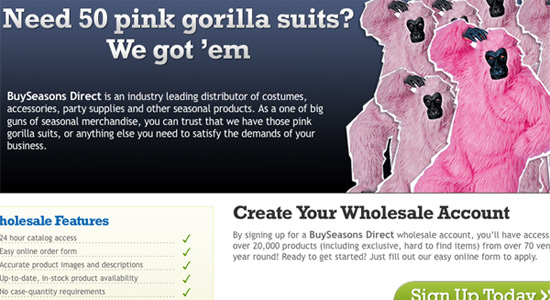 Need 50 pink gorilla suits?
We got ’em
BuySeasons Direct is an industry leading distributor of costumes,
accessories, party supplies and other seasonal products. As a one of big
guns of seasonal merchandise, you can trust that we have those pink
gorilla suits, or anything else you need to satisfy the demands of your
business.
holesale Features
24 hour catalog access
Easy online order form
Accurate product images and descriptions
Up-to-date, in-stock product availability
No case-quantity requirements
Create Your Wholesale Account
By signing up for a BuySeasons Direct wholesale account, you’ll have access
over 20,000 products (including exclusive, hard to find items) from over 70 ven
year round! Ready to get started? Just fill out our easy online form to apply.
Sign Up Today